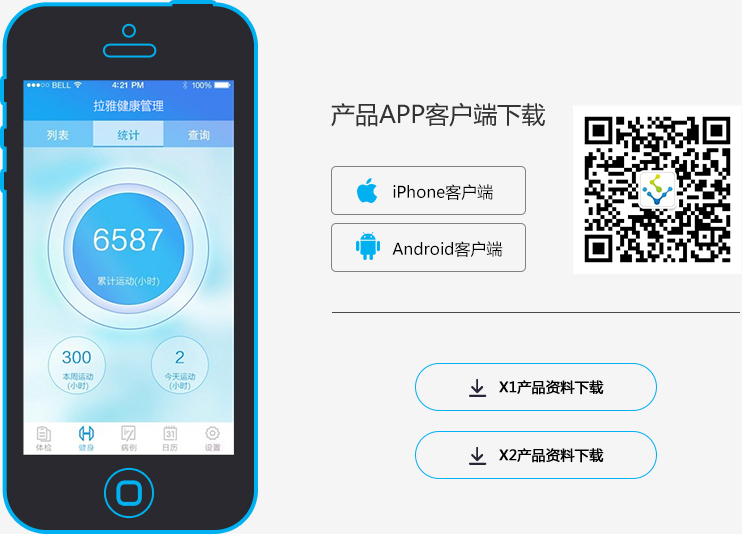 BELL 4:21 PM 100%
拉雅健康管理
列表 统计 查询
6587
累计运动(小时)
300
本周运动
(小时)
2
今天运动
(小时)
体检 健身 病例 日历 设置
31
产品APP客户端下载
iPhone客户端
Android客户端
X1产品资料下载
X2产品资料下载